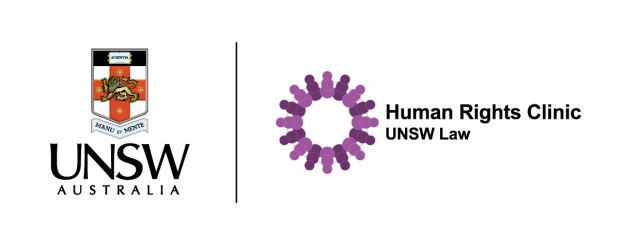 SCIENTIA
MANU ET MENTE
UNSW
AUSTRALIA
Human Rights Clinic
UNSW Law